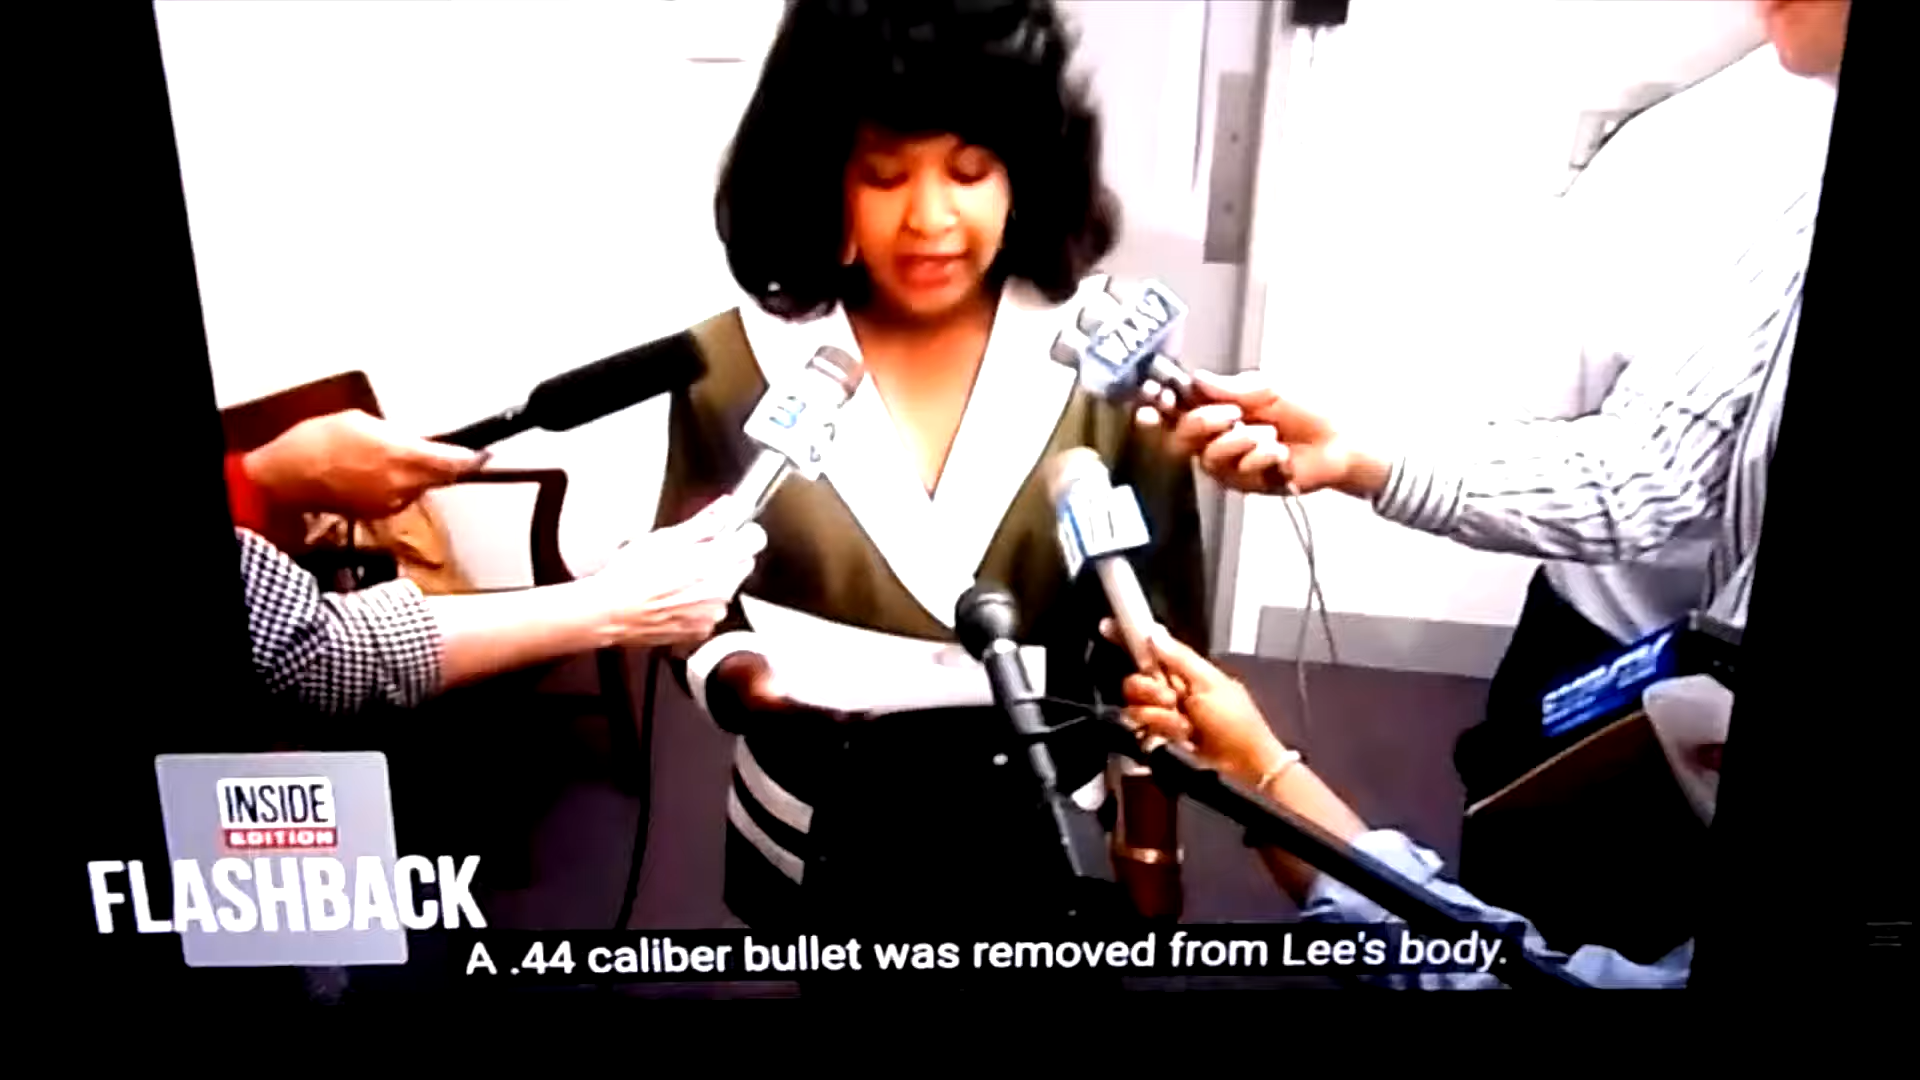 INSIDE
EDITION
FLASHBACK
A .44 caliber bullet was removed from Lee's body.